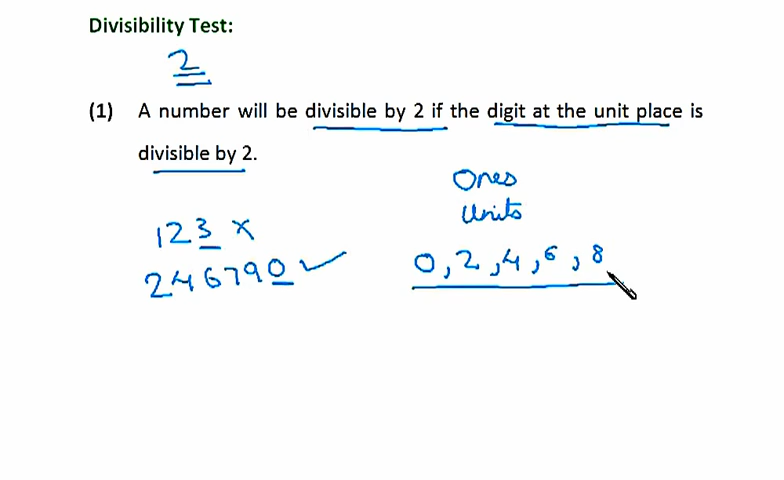 Divisibility Test:
2
(1) A number will be divisible by 2 if the digit at the unit place is
divisible by 2.
Ones
Units
123 x
246790 ✓
0, 2, 4, 6, 8